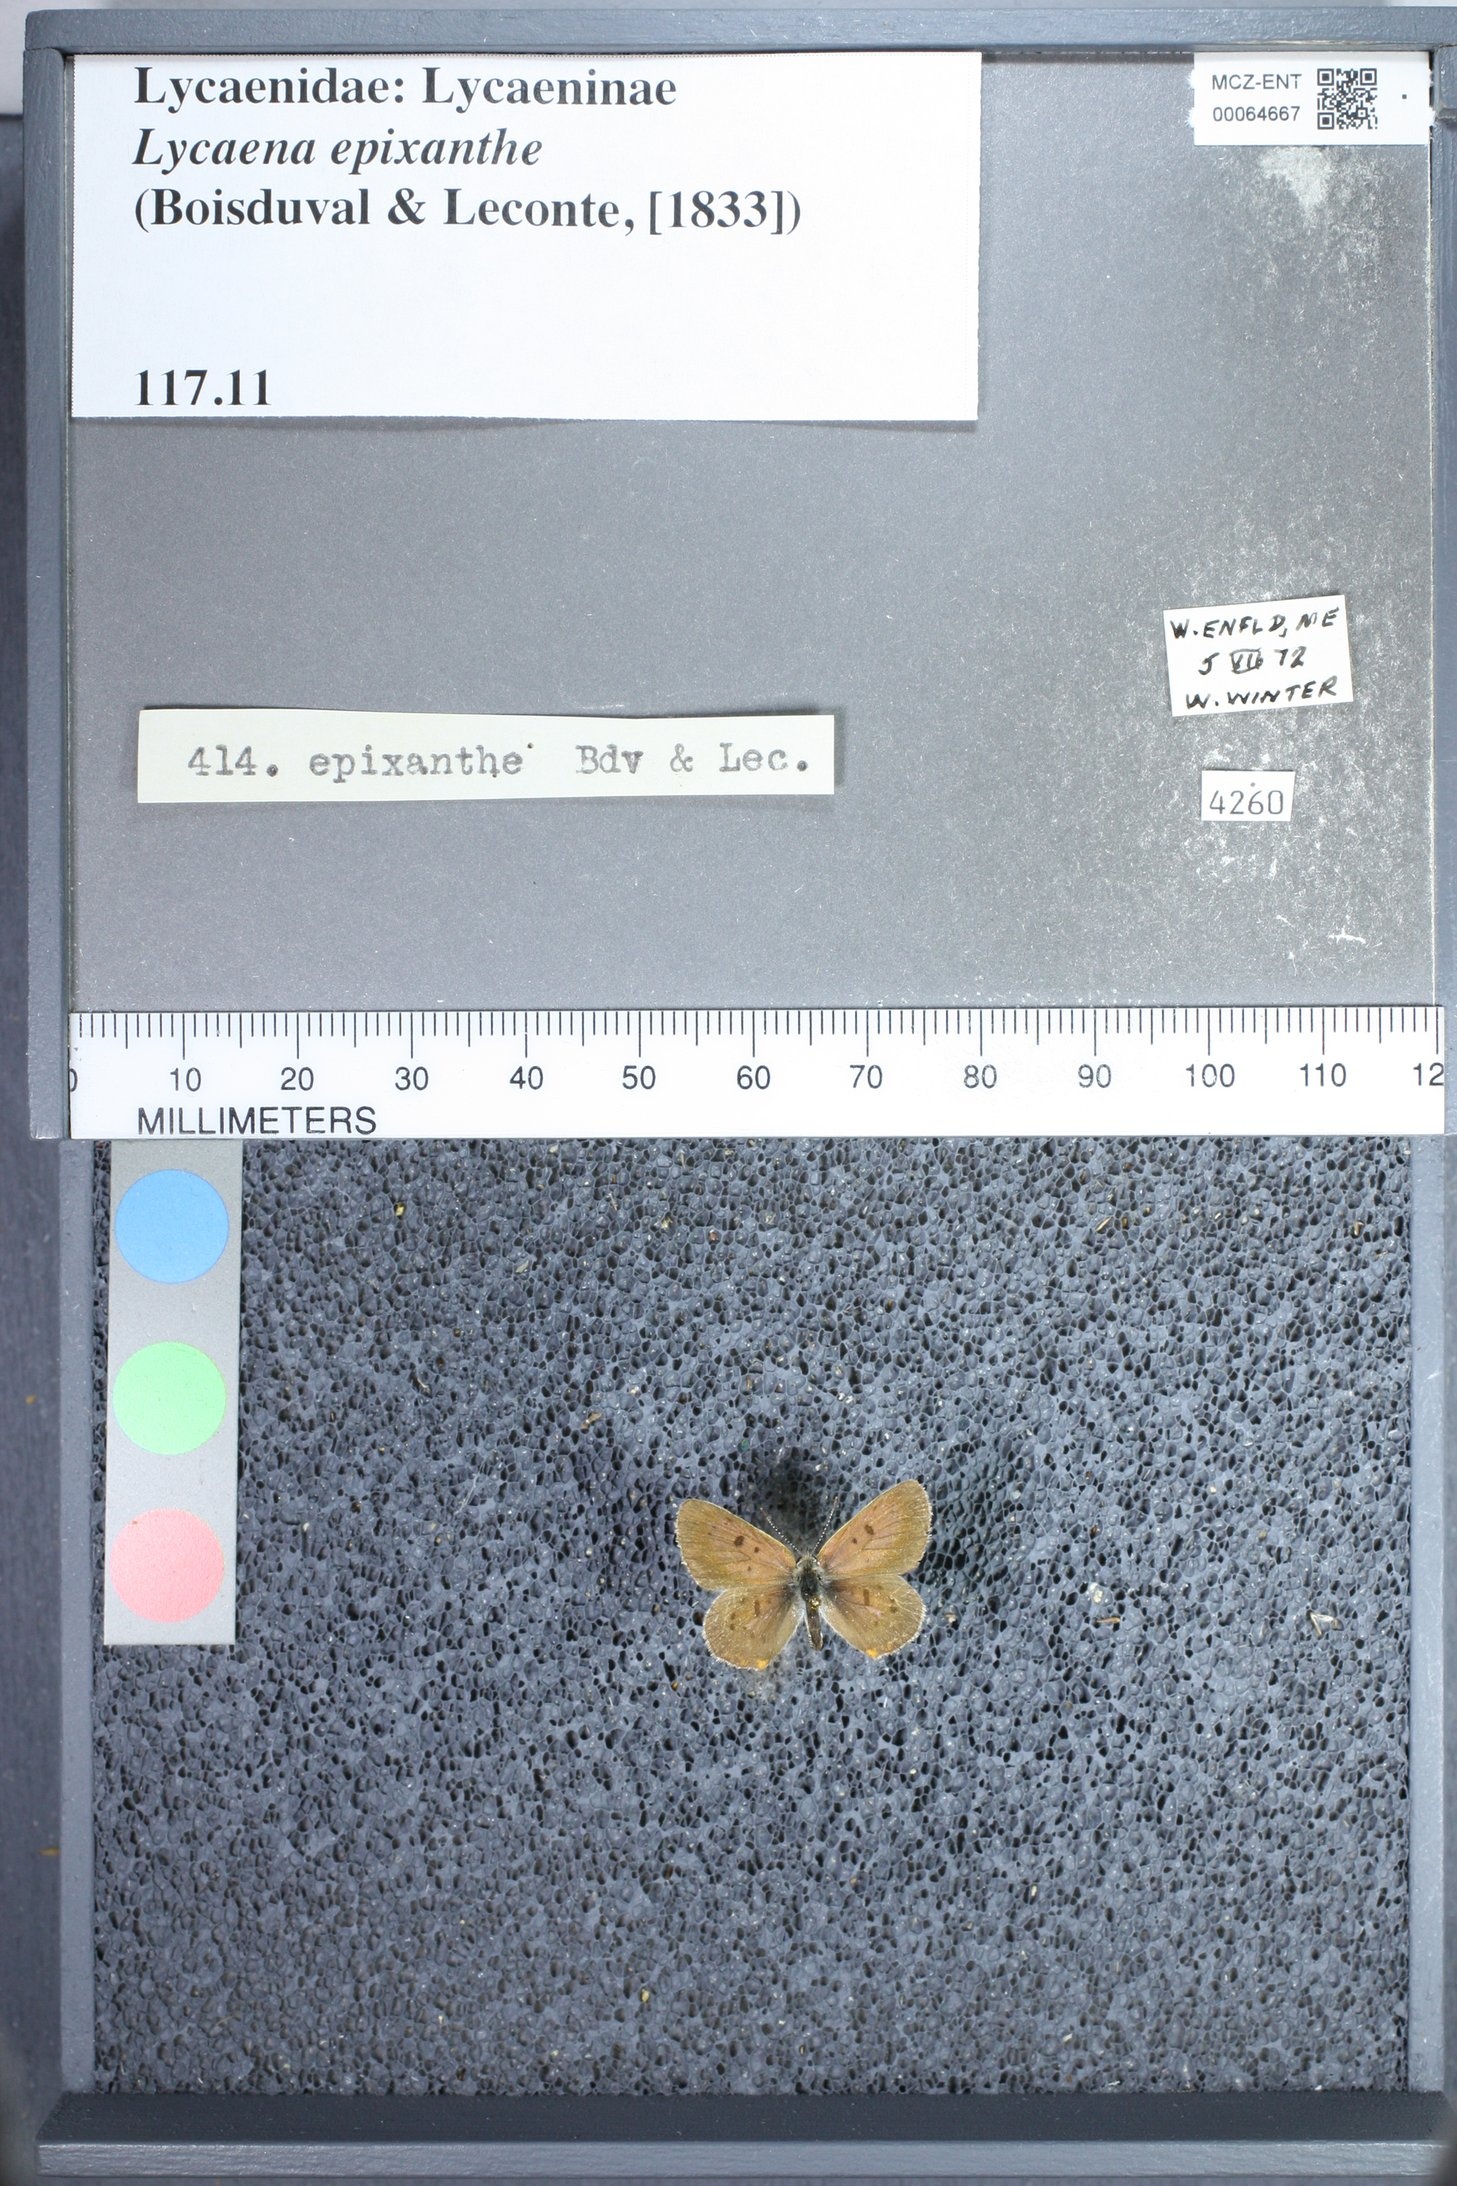 Lycaenidae: Lycaeninae
Lycaena epixanthe
(Boisduval & Leconte, [1833])
117.11
MCZ-ENT
00064667
W. ENFLD, ME
5 VII 72
W. WINTER
414. epixanthe Bdv & Lec.
4260
0 10 20 30 40 50 60 70 80 90 100 110 12
MILLIMETERS